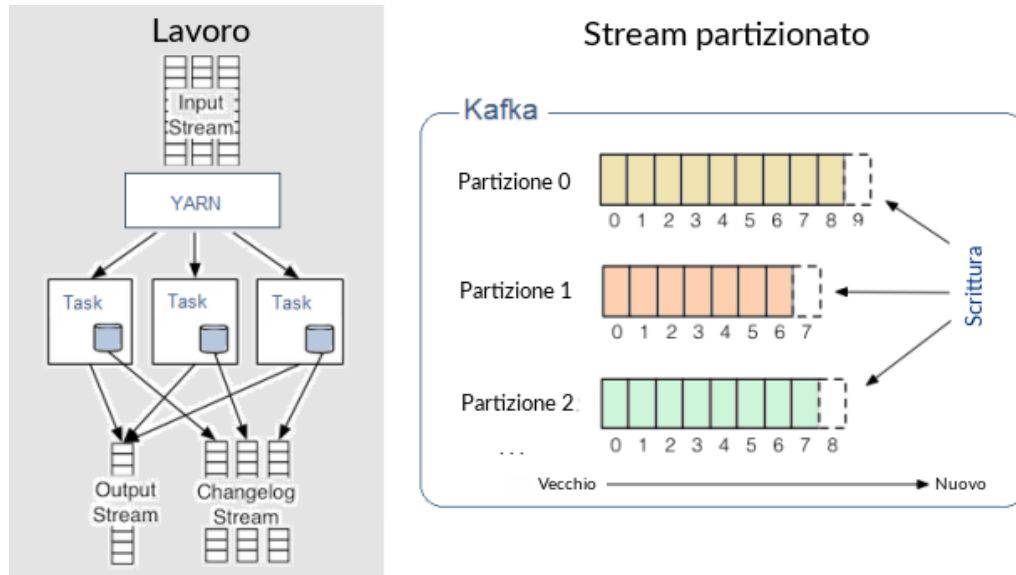 Lavoro
Input
Stream
YARN
Task
Task
Task
Output
Stream
Changelog
Stream
Stream partizionato
Kafka
Partizione 0
0 1 2 3 4 5 6 7 8 9
Partizione 1
0 1 2 3 4 5 6 7
Partizione 2
0 1 2 3 4 5 6 7 8
...
Scrittura
Vecchio
Nuovo